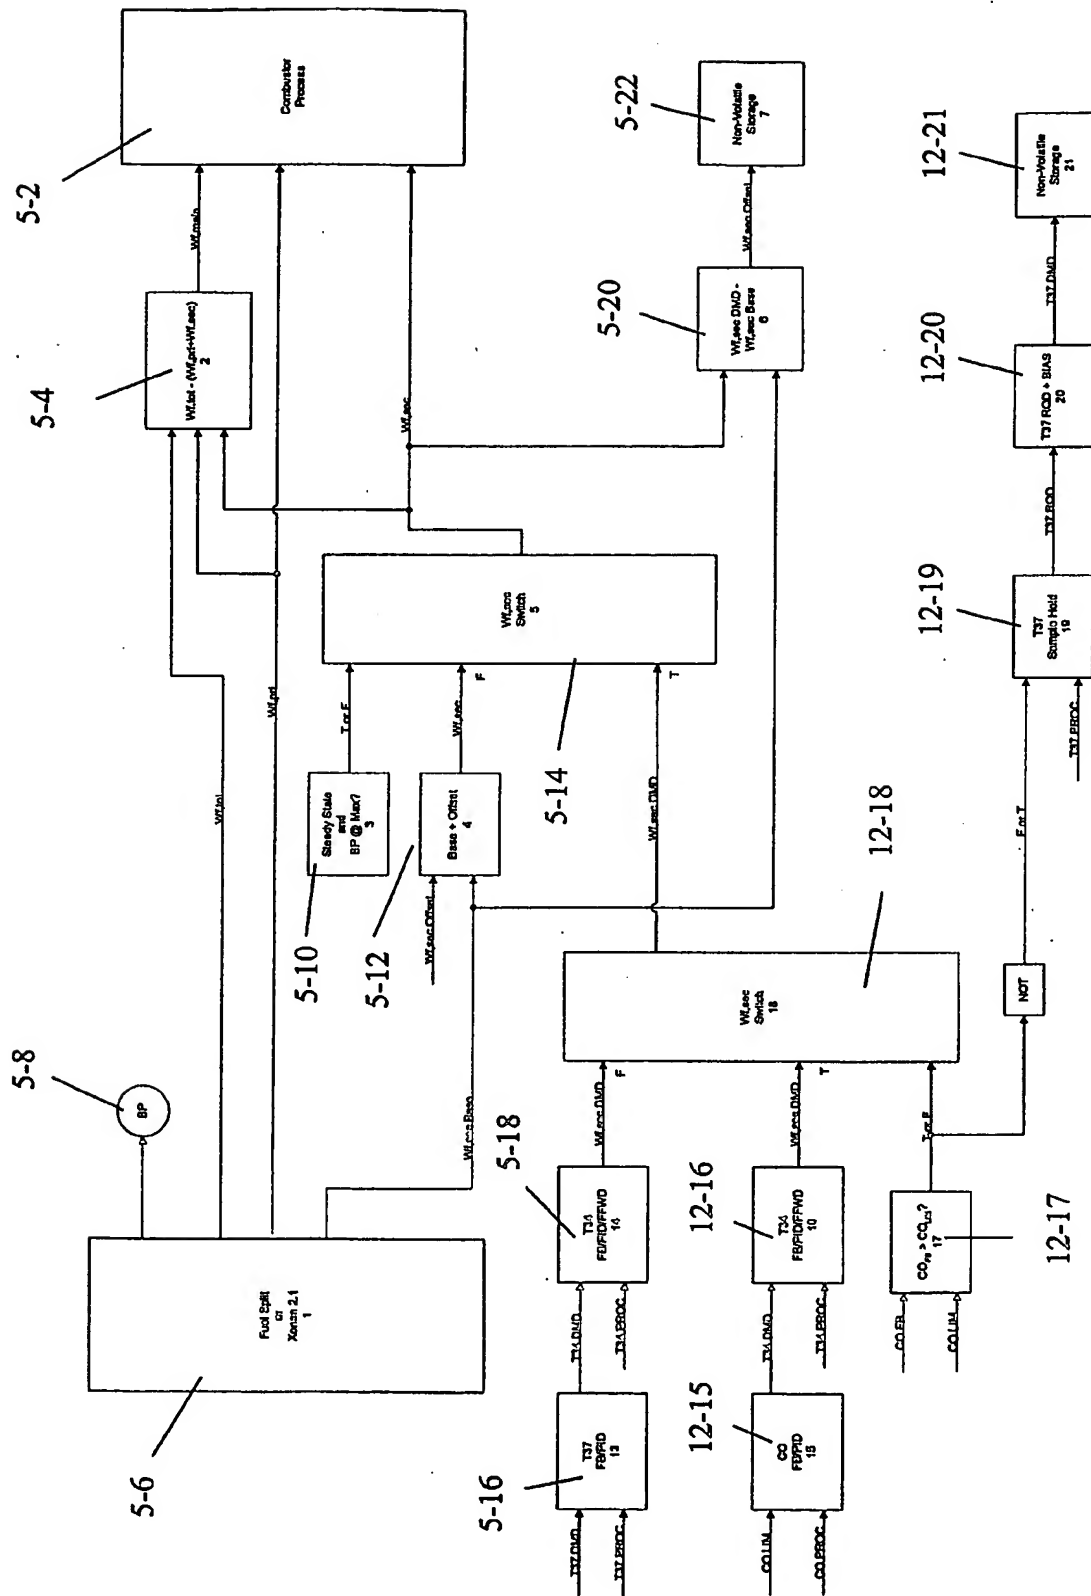 5-2
Combustor
Process
5-4
Wf,tot - (Wf,pri+Wf,sec)
2
Wf,main
5-22
Non-Volatile
Storage
7
12-21
Non-Volatile
Storage
21
5-20
Wf,sec DMD -
Wf,sec Base
6
Wf,sec Offset
12-20
T37 ROD + BIAS
20
T37 DMD
Wf,sec
Wf,pri
Wf,tot
Wf,sec
Switch
5
5-14
T37 ROD
12-19
T37
Sample Hold
19
T37 PROC
F or T
T or F
F
T
Wf,sec
Wf,sec DMD
5-10
Steady State
and
BP @ Max?
3
5-12
Base + Offset
4
Wf,sec Offset
12-18
Wf,sec
Switch
18
NOT
5-8
BP
Wf,sec Base
Wf,sec DMD
F
Wf,sec DMD
T
T or F
5-18
T34
FB/PID/FFWD
14
12-16
T34
FB/PID/FFWD
12-17
CO,FB > CO,LIM?
17
5-6
Fuel Split
1
T34 DMD
T34 PROC
T34 DMD
T34 PROC
CO,FB
CO,LIM
5-16
T37
FB/PID
12-15
CO
FB/PID
15
T37 DMD
T37 PROC
CO,LIM
CO,PROC